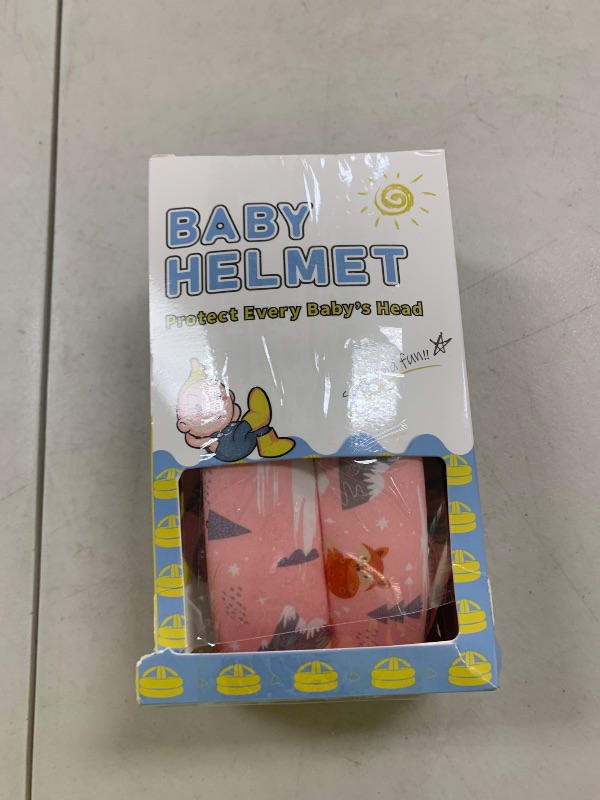 BABY
HELMET
Protect Every Baby's Head
fun!!